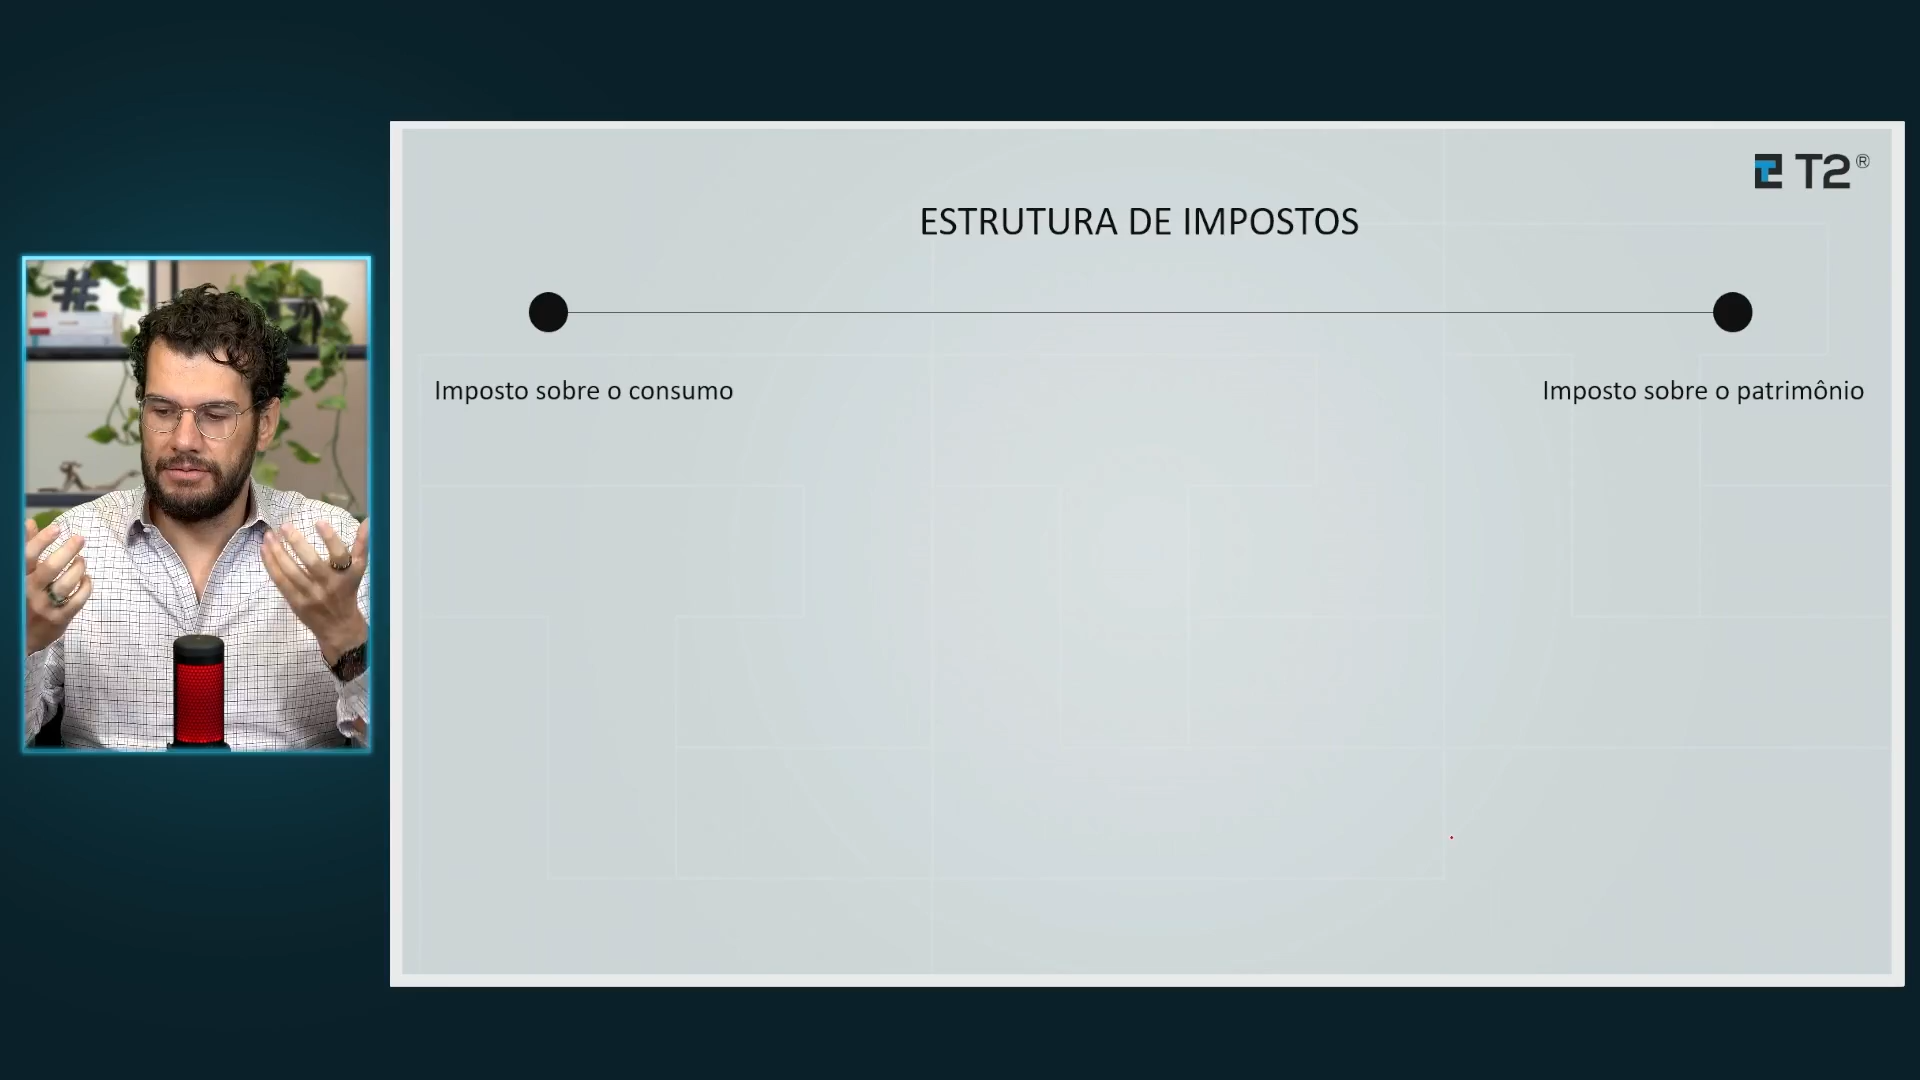 T2®
ESTRUTURA DE IMPOSTOS
Imposto sobre o consumo
Imposto sobre o patrimônio